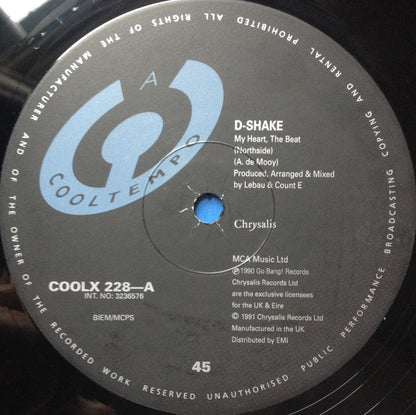 ALL RIGHTS OF THE MANUFACTURER AND OF THE OWNER OF THE RECORDED WORK RESERVED UNAUTHORISED PUBLIC PERFORMANCE BROADCASTING COPYING AND RENTAL PROHIBITED
A
COOLTEMPO
D-SHAKE
My Heart, The Beat
(Northside)
(A. de Mooy)
Produced, Arranged & Mixed
by Lebau & Count E
Chrysalis
COOLX 228—A
INT. NO: 3236576
BIEM/MCPS
MCA Music Ltd
℗ 1990 Go Bang! Records
Chrysalis Records Ltd
are the exclusive licensees
for the UK & Eire
© 1991 Chrysalis Records Ltd
Manufactured in the UK
Distributed by EMI
45